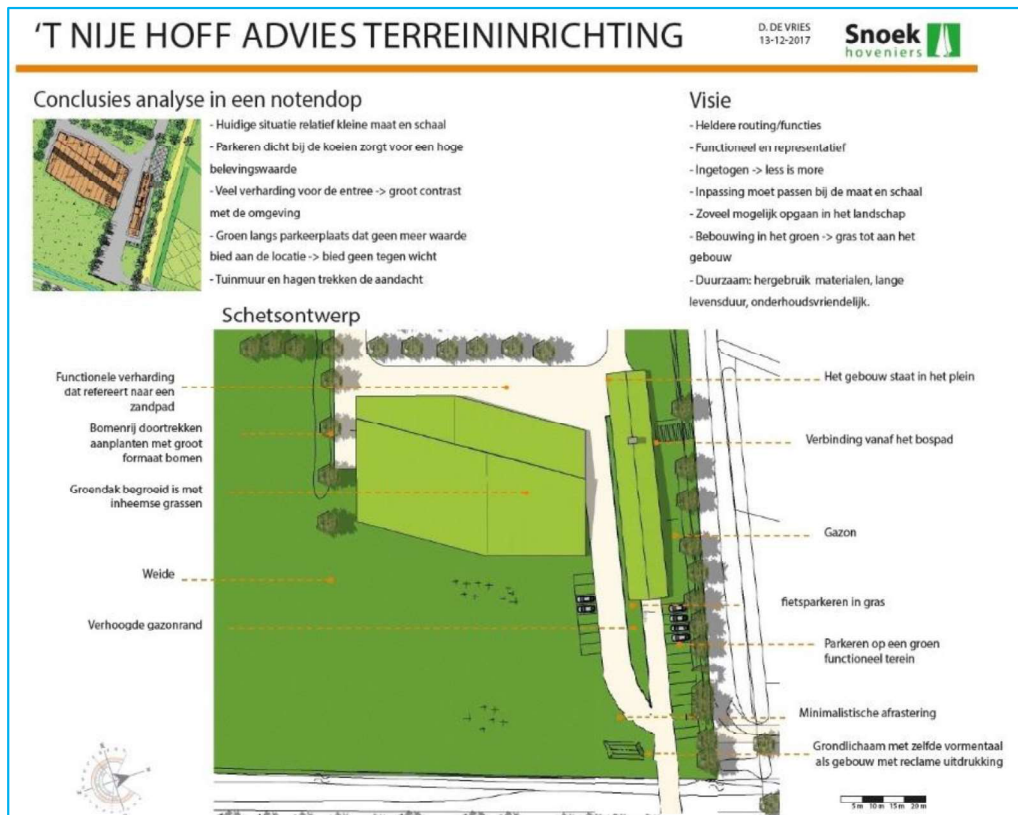 'T NIJE HOFF ADVIES TERREININRICHTING
D. DE VRIES
13-12-2017
Snoek
hoveniers
Conclusies analyse in een notendop
- Huidige situatie relatief kleine maat en schaal
- Parkeren dicht bij de koeien zorgt voor een hoge
belevingswaarde
- Veel verharding voor de entree -> groot contrast
met de omgeving
- Groen langs parkeerplaats dat geen meer waarde
bied aan de locatie -> bied geen tegen wicht
- Tuinmuur en hagen trekken de aandacht
Visie
- Heldere routing/functies
- Functioneel en representatief
- Ingetogen -> less is more
- Inpassing moet passen bij de maat en schaal
- Zoveel mogelijk opgaan in het landschap
- Bebouwing in het groen -> gras tot aan het
gebouw
- Duurzaam: hergebruik materialen, lange
levensduur, onderhoudsvriendelijk.
Schetsontwerp
Functionele verharding
dat refereert naar een
zandpad
Bomenrij doortrekken
aanplanten met groot
formaat bomen
Groendak begroeid is met
inheemse grassen
Weide
Verhoogde gazonrand
Het gebouw staat in het plein
Verbinding vanaf het bospad
Gazon
fietsparkeren in gras
Parkeren op een groen
functioneel terein
Minimalistische afrastering
Grondlichaam met zelfde vormentaal
als gebouw met reclame uitdrukking
5m 10 m 15 m 20 m